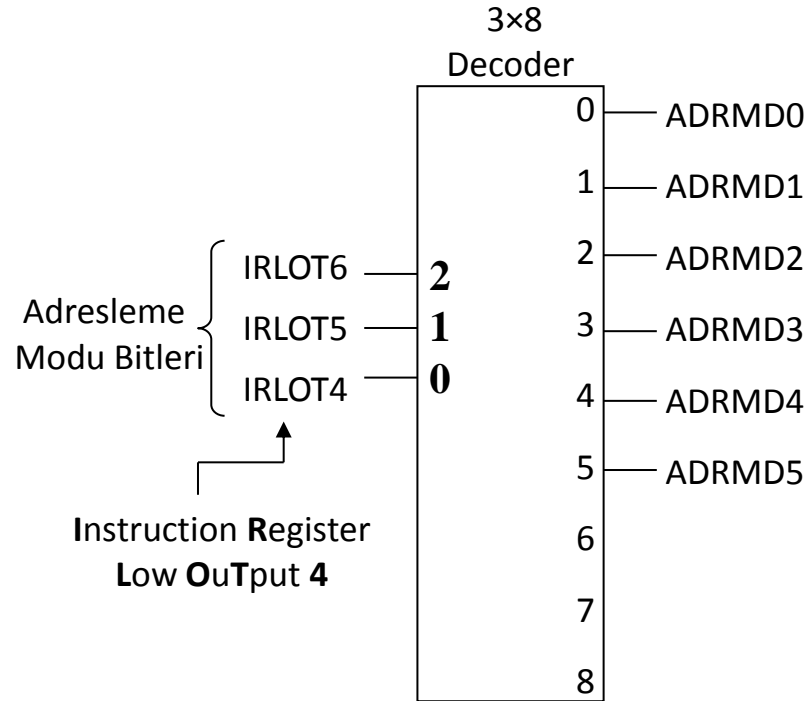 3×8
Decoder
0 ADRMD0
1 ADRMD1
IRLOT6 2 2 ADRMD2
Adresleme IRLOT5 1 3 ADRMD3
Modu Bitleri
IRLOT4 0 4 ADRMD4
5 ADRMD5
Instruction Register 6
Low OuTput 4
7
8